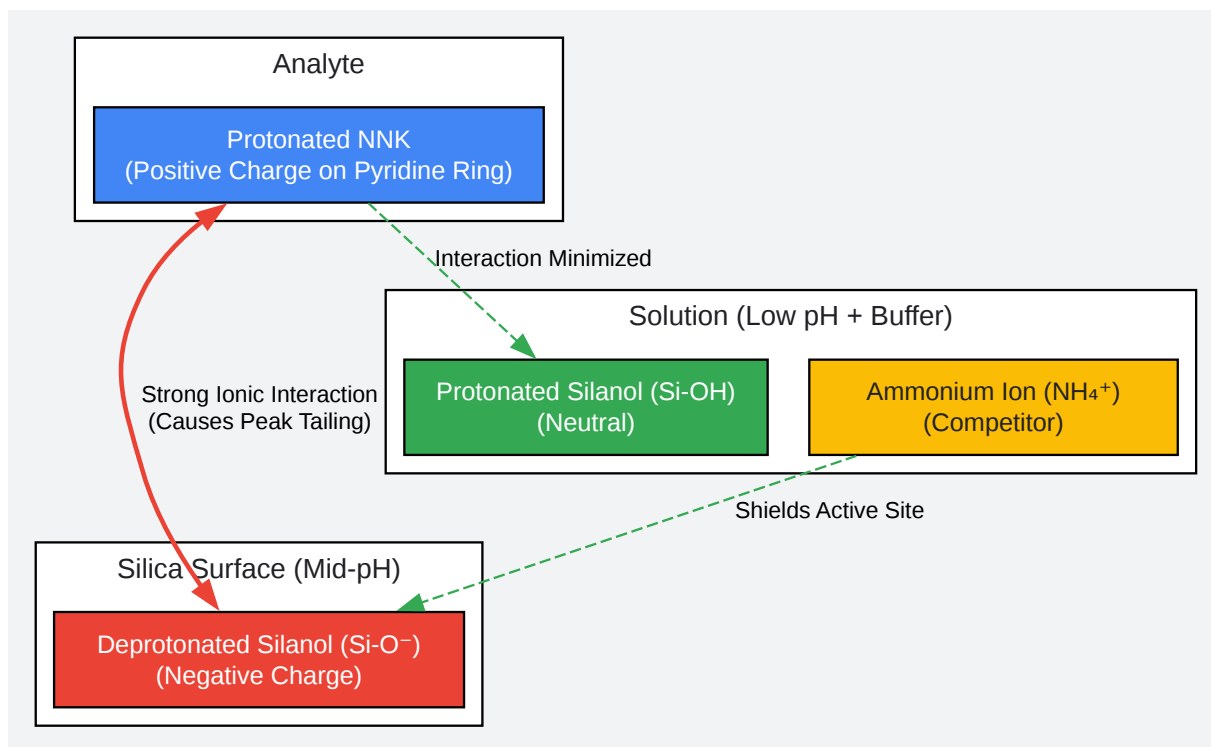 Analyte
Protonated NNK
(Positive Charge on Pyridine Ring)
Interaction Minimized
Solution (Low pH + Buffer)
Protonated Silanol (Si-OH)
(Neutral)
Ammonium Ion (NH₄⁺)
(Competitor)
Strong Ionic Interaction
(Causes Peak Tailing)
Shields Active Site
Silica Surface (Mid-pH)
Deprotonated Silanol (Si-O⁻)
(Negative Charge)